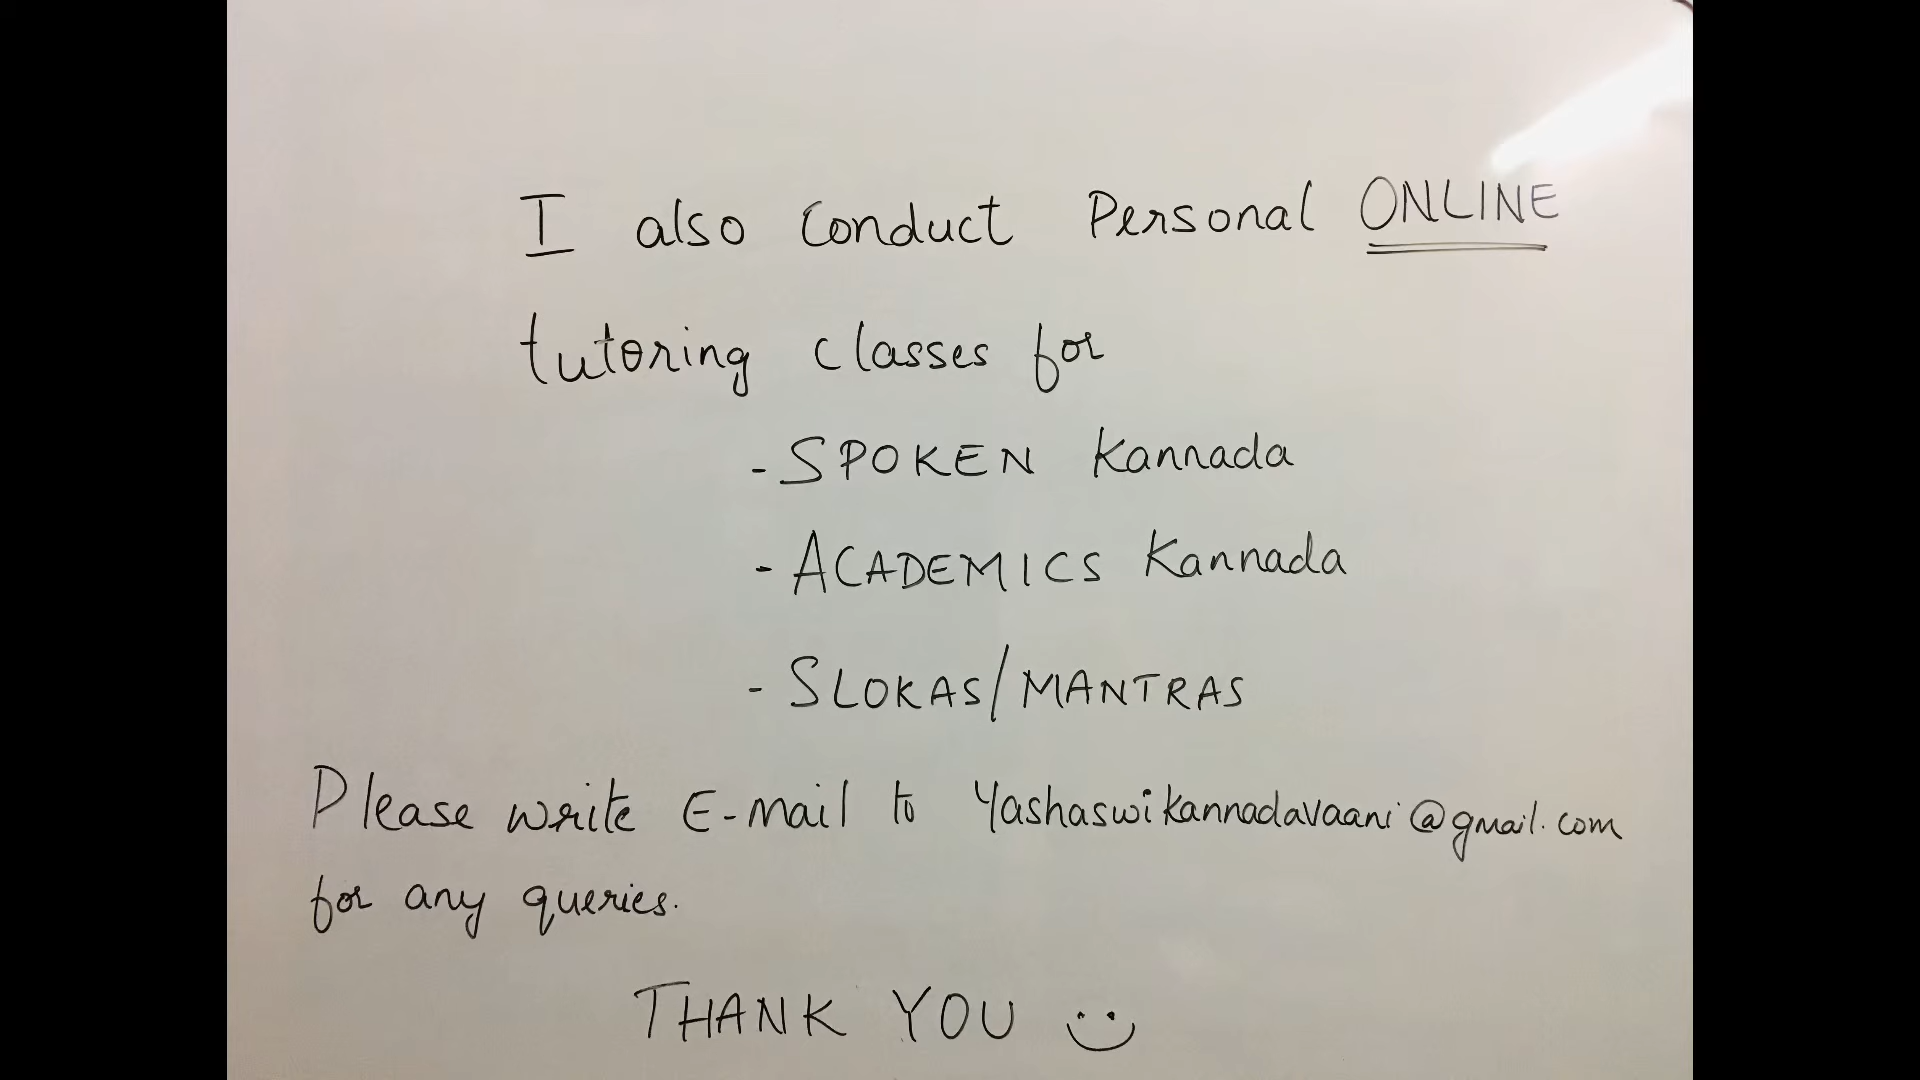 I also conduct Personal ONLINE
tutoring classes for
- SPOKEN Kannada
- ACADEMICS Kannada
- SLOKAS/MANTRAS
Please write E-mail to Yashaswikannadavaani@gmail.com
for any queries.
THANK YOU